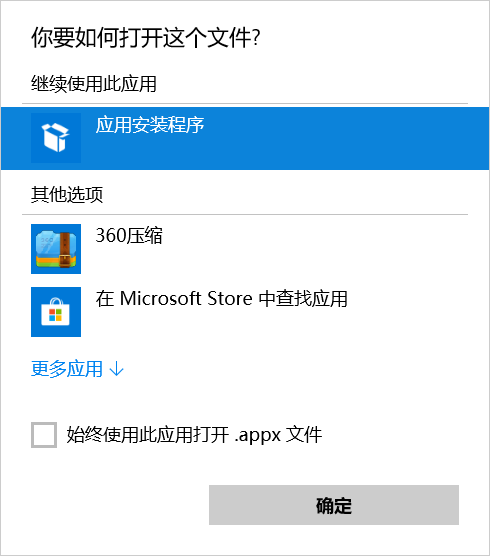 你要如何打开这个文件?
继续使用此应用
应用安装程序
其他选项
360压缩
在 Microsoft Store 中查找应用
更多应用 ↓
始终使用此应用打开 .appx 文件
确定